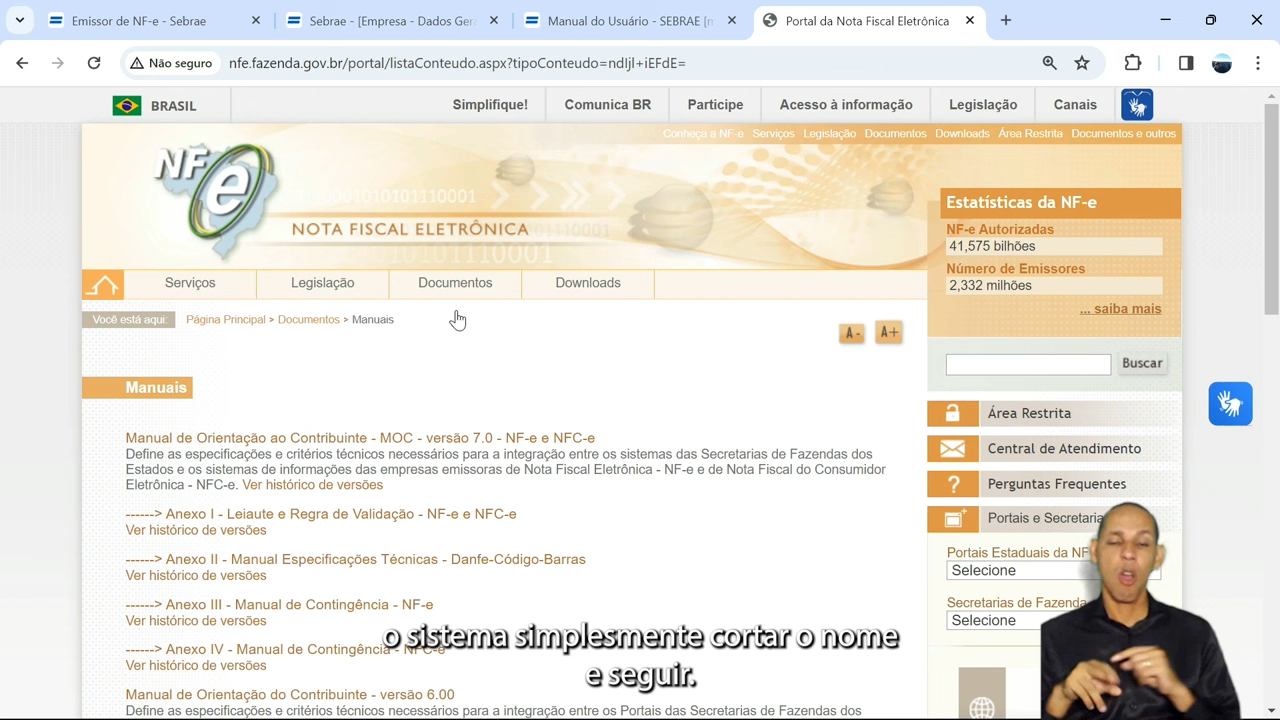 Emissor de NF-e - Sebrae
Sebrae - [Empresa - Dados Gera
Manual do Usuário - SEBRAE [m
Portal da Nota Fiscal Eletrônica
Não seguro
nfe.fazenda.gov.br/portal/listaConteudo.aspx?tipoConteudo=ndIjl+iEFdE=
BRASIL
Simplifique!
Comunica BR
Participe
Acesso à informação
Legislação
Canais
Conheça a NF-e Serviços Legislação Documentos Downloads Área Restrita Documentos e outros
NFe
NOTA FISCAL ELETRÔNICA
Estatísticas da NF-e
NF-e Autorizadas
41,575 bilhões
Número de Emissores
2,332 milhões
... saiba mais
Serviços
Legislação
Documentos
Downloads
Você está aqui:
Página Principal > Documentos > Manuais
A -
A+
Buscar
Manuais
Área Restrita
Central de Atendimento
Perguntas Frequentes
Portais e Secretaria
Portais Estaduais da NF
Selecione
Secretarias de Fazenda
Selecione
Manual de Orientação ao Contribuinte - MOC - versão 7.0 - NF-e e NFC-e
Define as especificações e critérios técnicos necessários para a integração entre os sistemas das Secretarias de Fazendas dos
Estados e os sistemas de informações das empresas emissoras de Nota Fiscal Eletrônica - NF-e e de Nota Fiscal do Consumidor
Eletrônica - NFC-e. Ver histórico de versões
------> Anexo I - Leiaute e Regra de Validação - NF-e e NFC-e
Ver histórico de versões
------> Anexo II - Manual Especificações Técnicas - Danfe-Código-Barras
Ver histórico de versões
------> Anexo III - Manual de Contingência - NF-e
Ver histórico de versões
------> Anexo IV - Manual de Contingência - NFC-e
Ver histórico de versões
Manual de Orientação do Contribuinte - versão 6.00
Define as especificações e critérios técnicos necessários para a integração entre os Portais das Secretarias de Fazendas dos
o sistema simplesmente cortar o nome
e seguir.